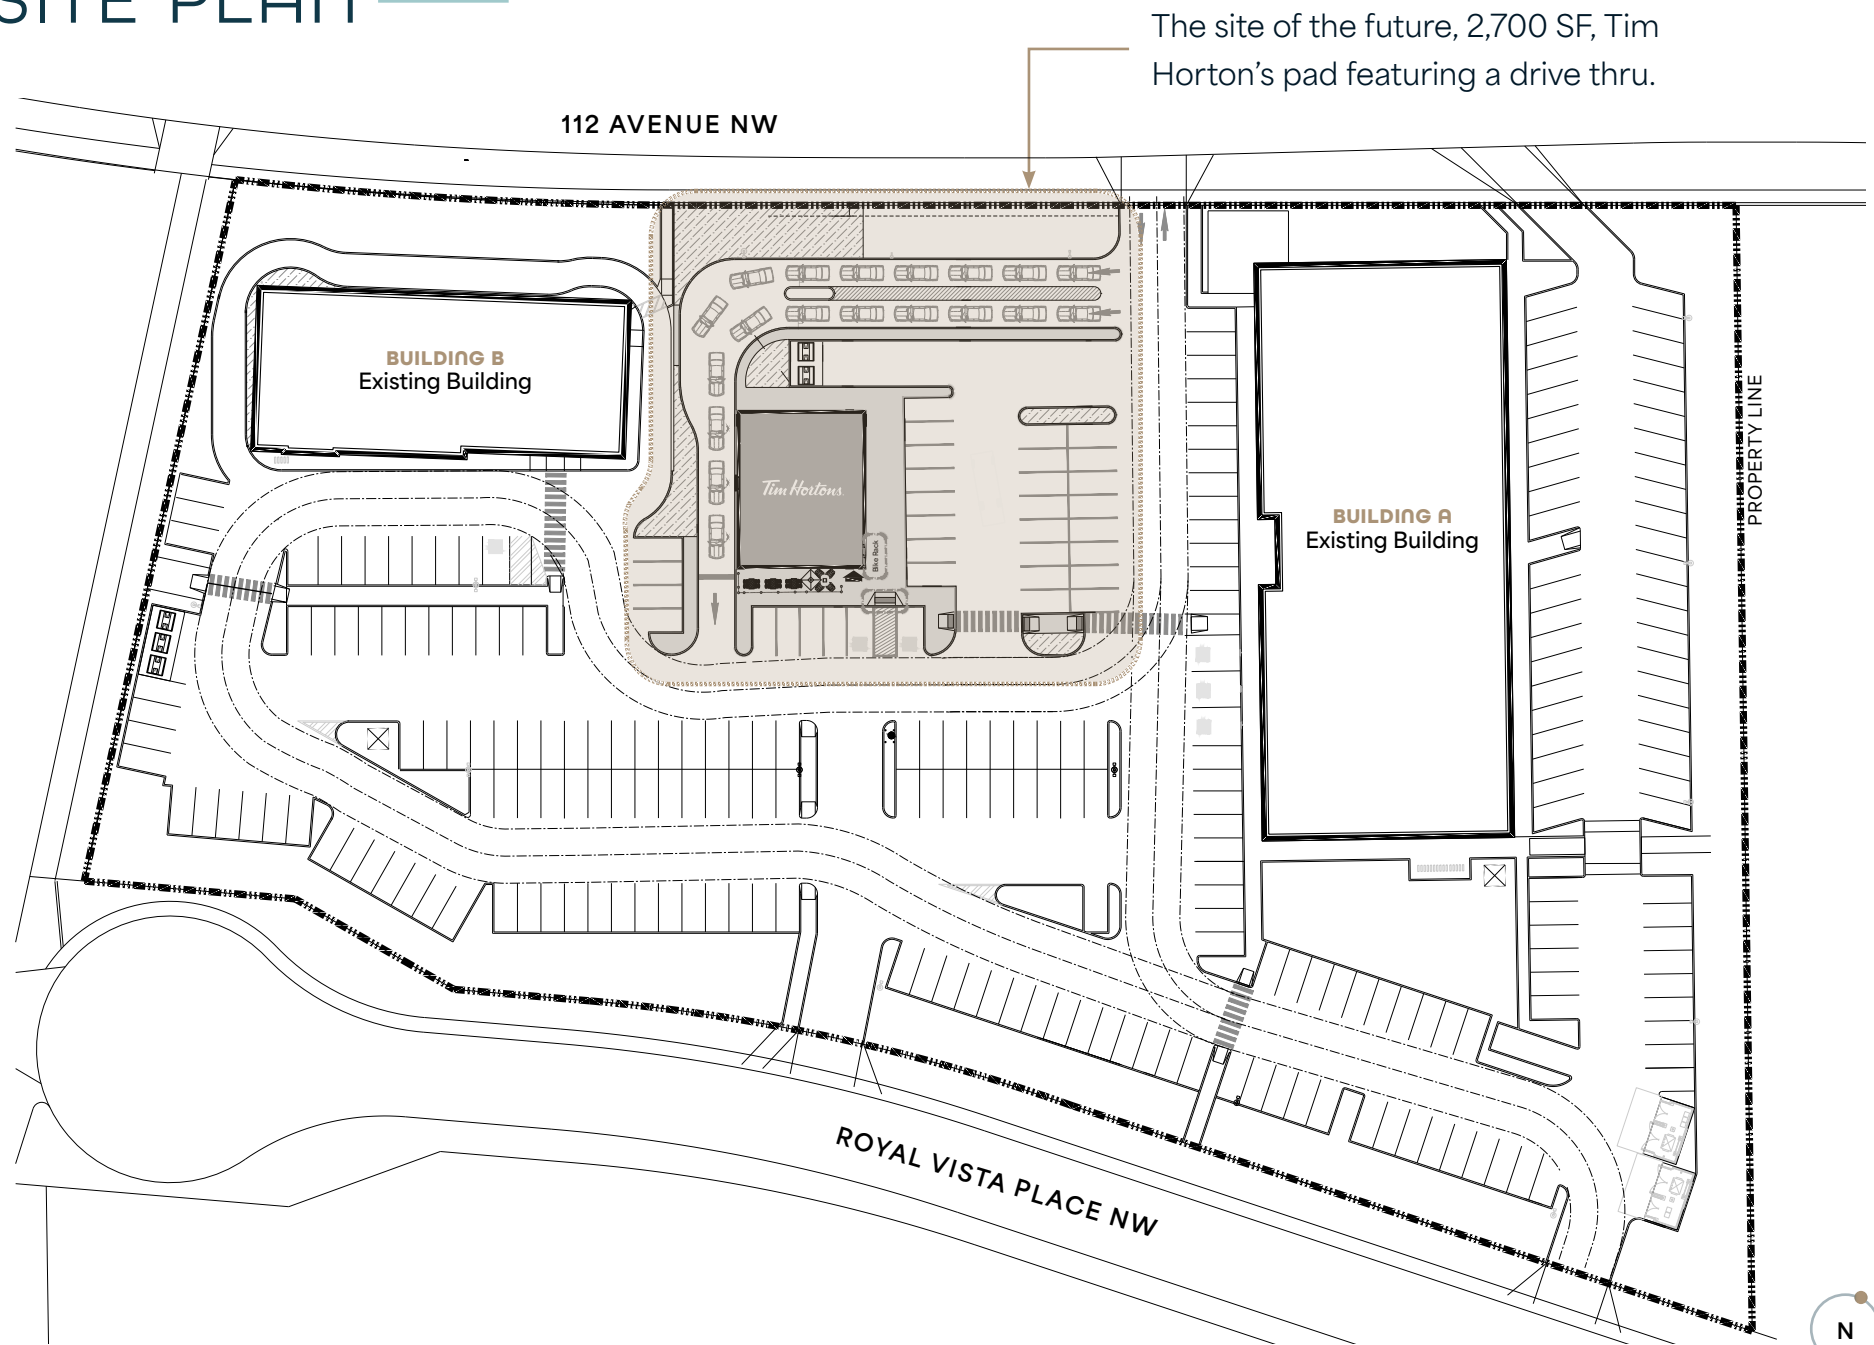 SITE PLAN
The site of the future, 2,700 SF, Tim
Horton's pad featuring a drive thru.
112 AVENUE NW
BUILDING B
Existing Building
Tim Hortons.
Bike Rack
BUILDING A
Existing Building
PROPERTY LINE
ROYAL VISTA PLACE NW
N